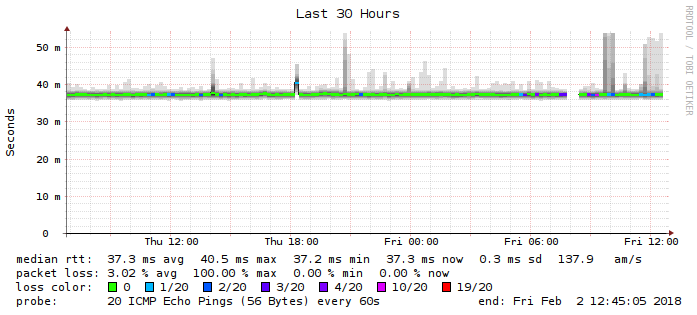 Last 30 Hours
RRDTOOL / TOBI OETIKER
Seconds
50 m
40 m
30 m
20 m
10 m
0
Thu 12:00 Thu 18:00 Fri 00:00 Fri 06:00 Fri 12:00
median rtt: 37.3 ms avg 40.5 ms max 37.2 ms min 37.3 ms now 0.3 ms sd 137.9 am/s
packet loss: 3.02 % avg 100.00 % max 0.00 % min 0.00 % now
loss color: 0 1/20 2/20 3/20 4/20 10/20 19/20
probe: 20 ICMP Echo Pings (56 Bytes) every 60s end: Fri Feb 2 12:45:05 2018